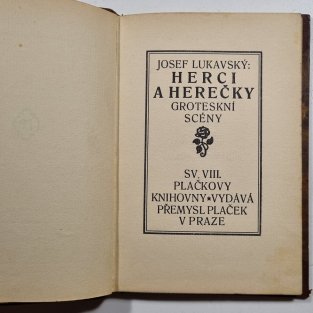 JOSEF LUKAVSKÝ:
HERCI
A HEREČKY
GROTESKNÍ
SCÉNY
SV. VIII.
PLAČKOVY
KNIHOVNY*VYDÁVÁ
PŘEMYSL PLAČEK
V PRAZE